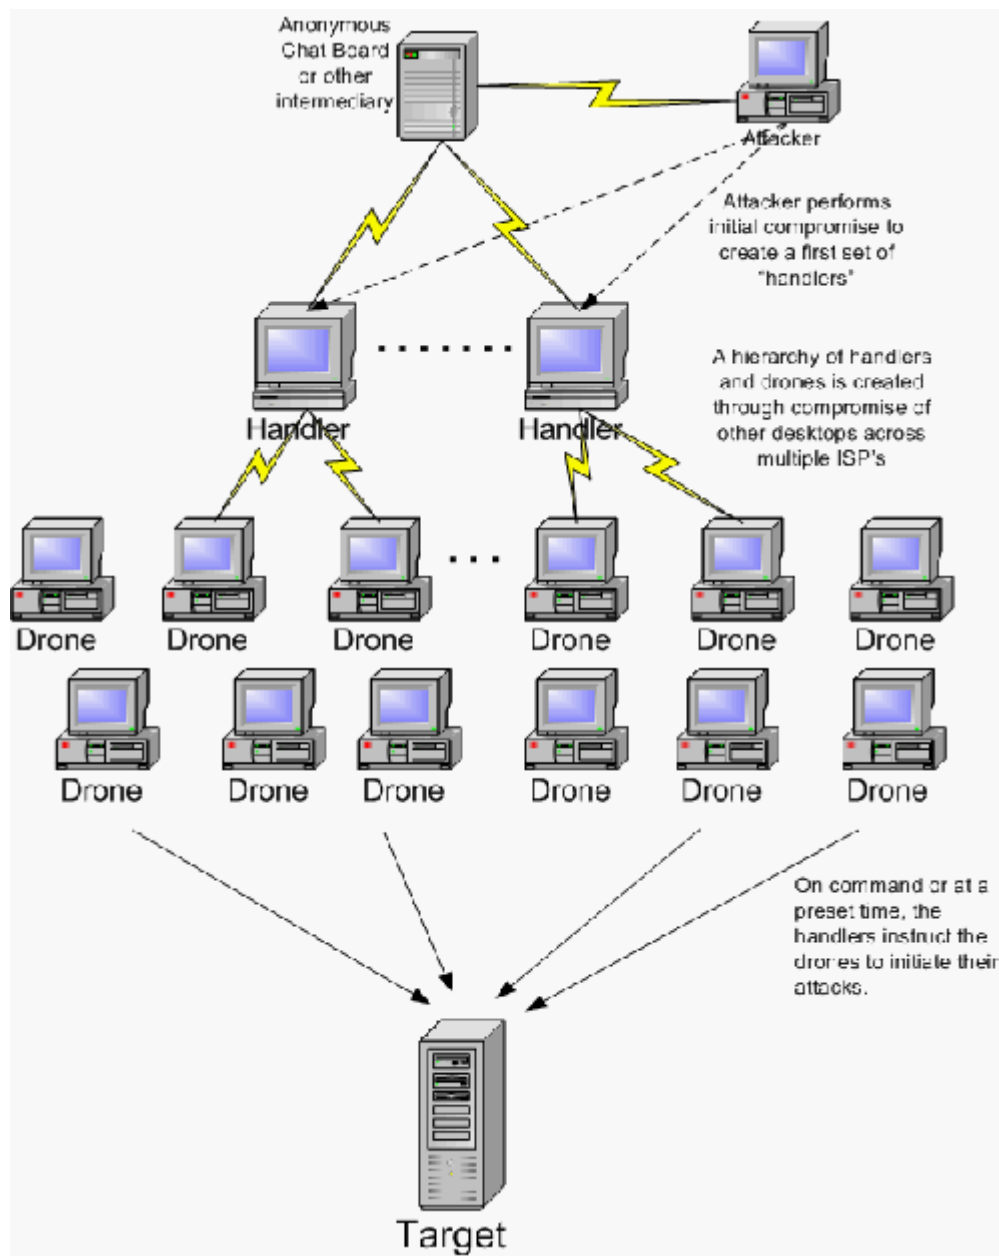 Anonymous
Chat Board
or other
intermediary
Attacker
Attacker performs
initial compromise to
create a first set of
"handlers"
Handler
Handler
A hierarchy of handlers
and drones is created
through compromise of
other desktops across
multiple ISP's
Drone
Drone
Drone
Drone
Drone
Drone
Drone
Drone
Drone
Drone
Drone
Drone
On command or at a
preset time, the
handlers instruct the
drones to initiate their
attacks.
Target